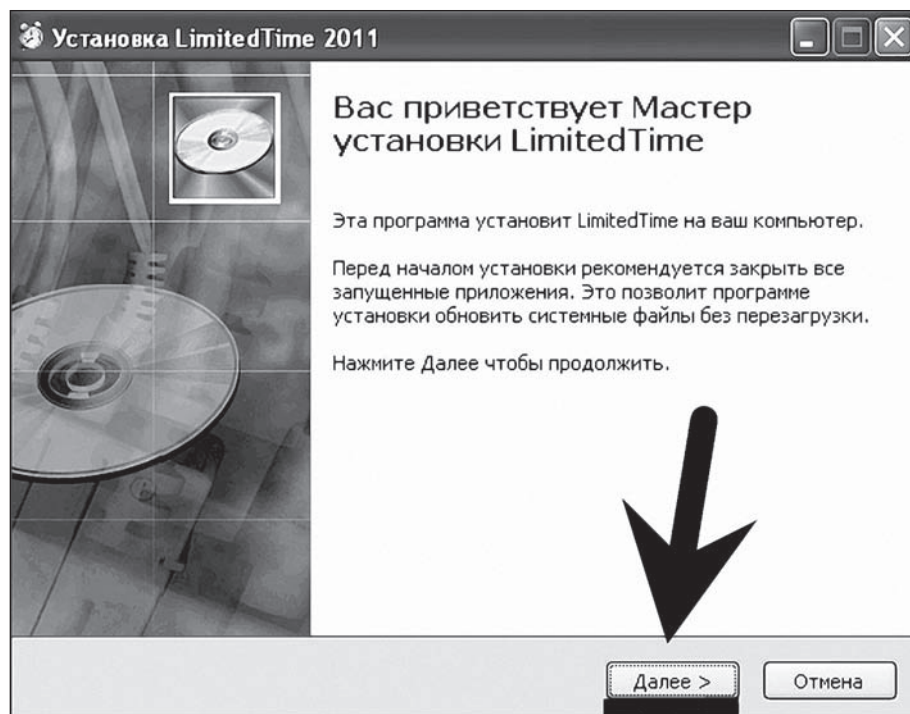 Установка LimitedTime 2011
Вас приветствует Мастер
установки LimitedTime
Эта программа установит LimitedTime на ваш компьютер.
Перед началом установки рекомендуется закрыть все
запущенные приложения. Это позволит программе
установки обновить системные файлы без перезагрузки.
Нажмите Далее чтобы продолжить.
Далее >
Отмена